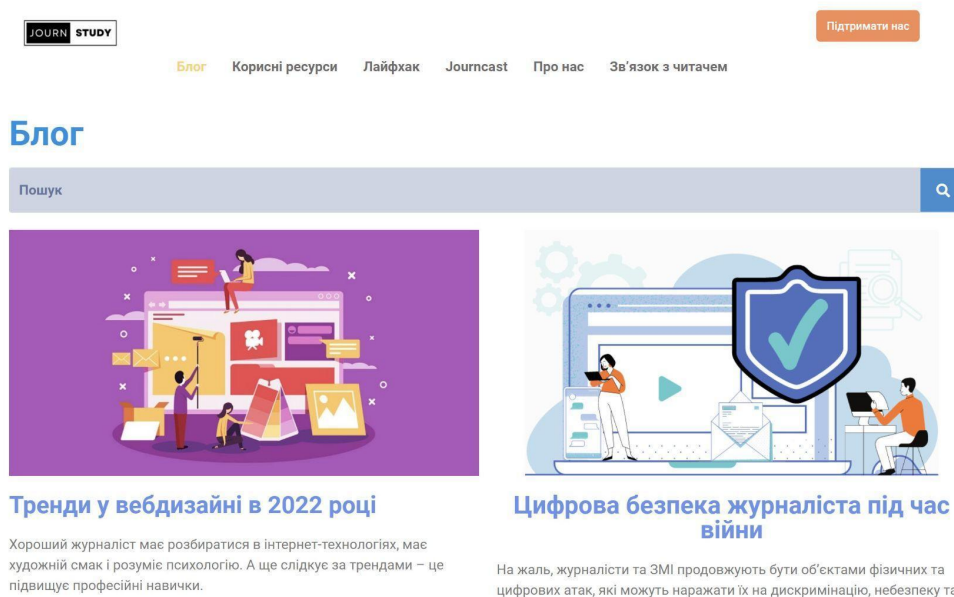 JOURN STUDY
Підтримати нас
Блог Корисні ресурси Лайфхак Journcast Про нас Зв’язок з читачем
Блог
Пошук
Тренди у вебдизайні в 2022 році
Хороший журналіст має розбиратися в інтернет-технологіях, має
художній смак і розуміє психологію. А ще слідкує за трендами – це
підвищує професійні навички.
Цифрова безпека журналіста під час
війни
На жаль, журналісти та ЗМІ продовжують бути об’єктами фізичних та
цифрових атак, які можуть наражати їх на дискримінацію, небезпеку та